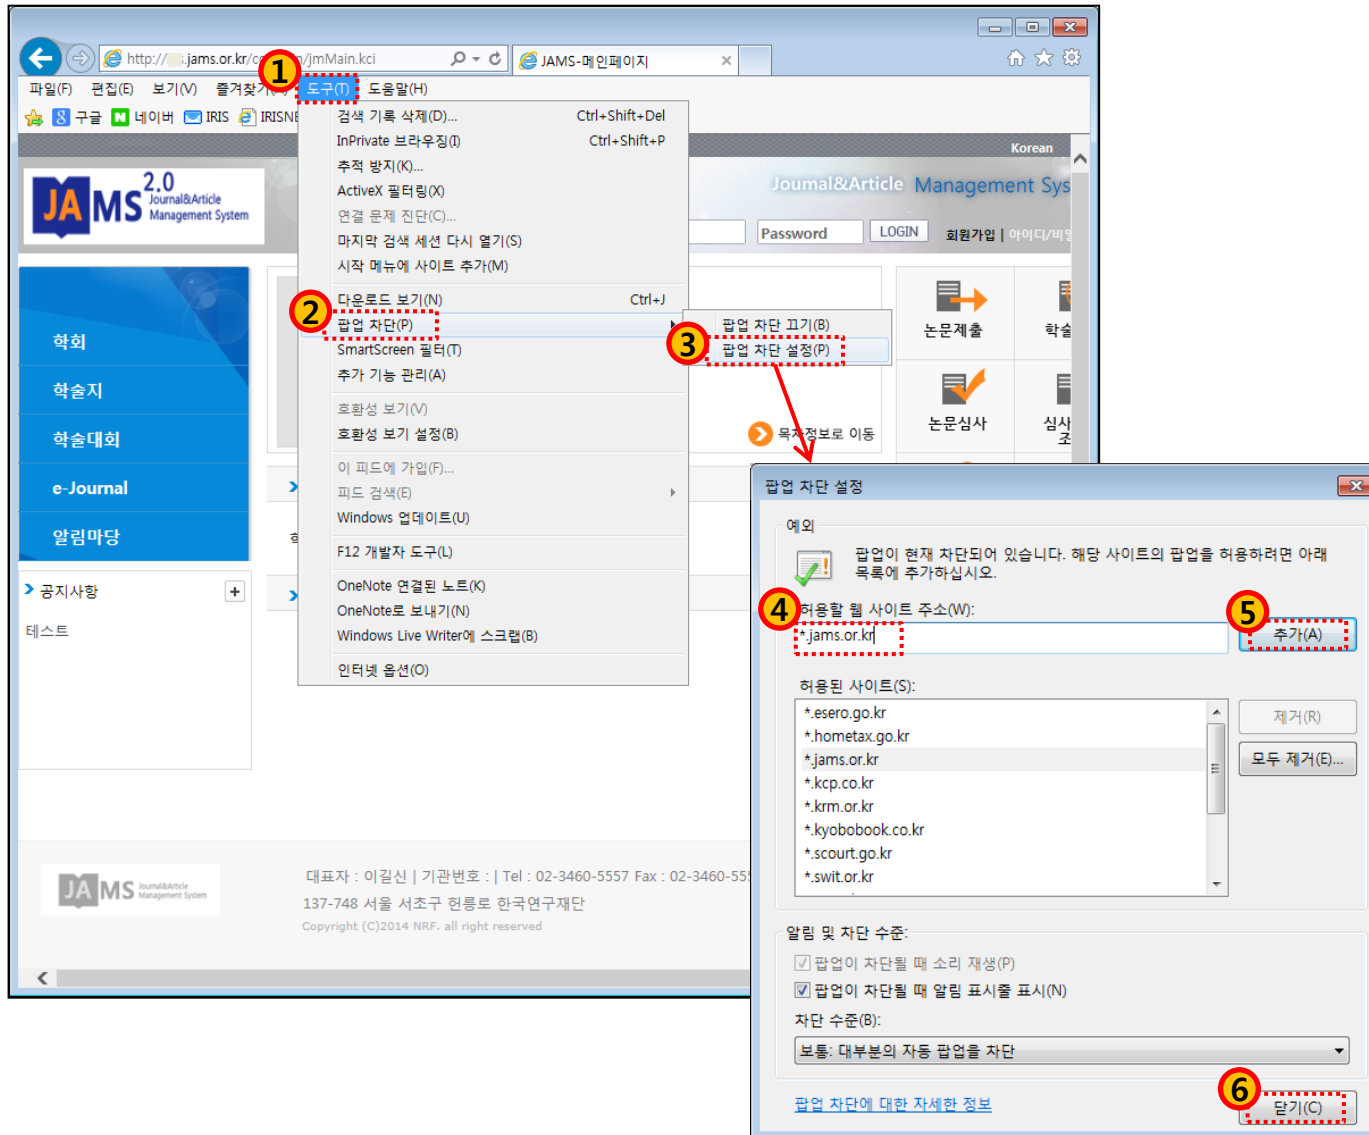 http:// .jams.or.kr/co /jmMain.kci
JAMS-메인페이지
파일(F) 편집(E) 보기(V) 즐겨찾기 도구(T) 도움말(H)
구글 네이버 IRIS
1
검색 기록 삭제(D)... Ctrl+Shift+Del
InPrivate 브라우징(I) Ctrl+Shift+P
추적 방지(K)...
ActiveX 필터링(X)
연결 문제 진단(C)...
마지막 검색 세션 다시 열기(S)
시작 메뉴에 사이트 추가(M)
다운로드 보기(N) Ctrl+J
2
팝업 차단(P)
SmartScreen 필터(T)
추가 기능 관리(A)
호환성 보기(V)
호환성 보기 설정(B)
이 피드에 가입(F)...
피드 검색(E)
Windows 업데이트(U)
F12 개발자 도구(L)
OneNote 연결된 노트(K)
OneNote로 보내기(N)
Windows Live Writer에 스크랩(B)
인터넷 옵션(O)
3
팝업 차단 끄기(B)
팝업 차단 설정(P)
Korean
JAMS 2.0
Journal&Article
Management System
Journal&Article Management Sys
Password LOGIN 회원가입 |
학회
학술지
학술대회
e-Journal
알림마당
공지사항 +
테스트
논문제출
논문심사
목차정보로 이동
JAMS Journal&Article
Management System
대표자 : 이길신 | 기관번호 : | Tel : 02-3460-5557 Fax : 02-3460-555
137-748 서울 서초구 헌릉로 한국연구재단
Copyright (C)2014 NRF. all right reserved
팝업 차단 설정
예외
팝업이 현재 차단되어 있습니다. 해당 사이트의 팝업을 허용하려면 아래
목록에 추가하십시오.
4
허용할 웹 사이트 주소(W):
*.jams.or.kr
5
추가(A)
허용된 사이트(S):
*.esero.go.kr
*.hometax.go.kr
*.jams.or.kr
*.kcp.co.kr
*.krm.or.kr
*.kyobobook.co.kr
*.scourt.go.kr
*.swit.or.kr
제거(R)
모두 제거(E)...
알림 및 차단 수준:
팝업이 차단될 때 소리 재생(P)
팝업이 차단될 때 알림 표시줄 표시(N)
차단 수준(B):
보통: 대부분의 자동 팝업을 차단
팝업 차단에 대한 자세한 정보
6
닫기(C)